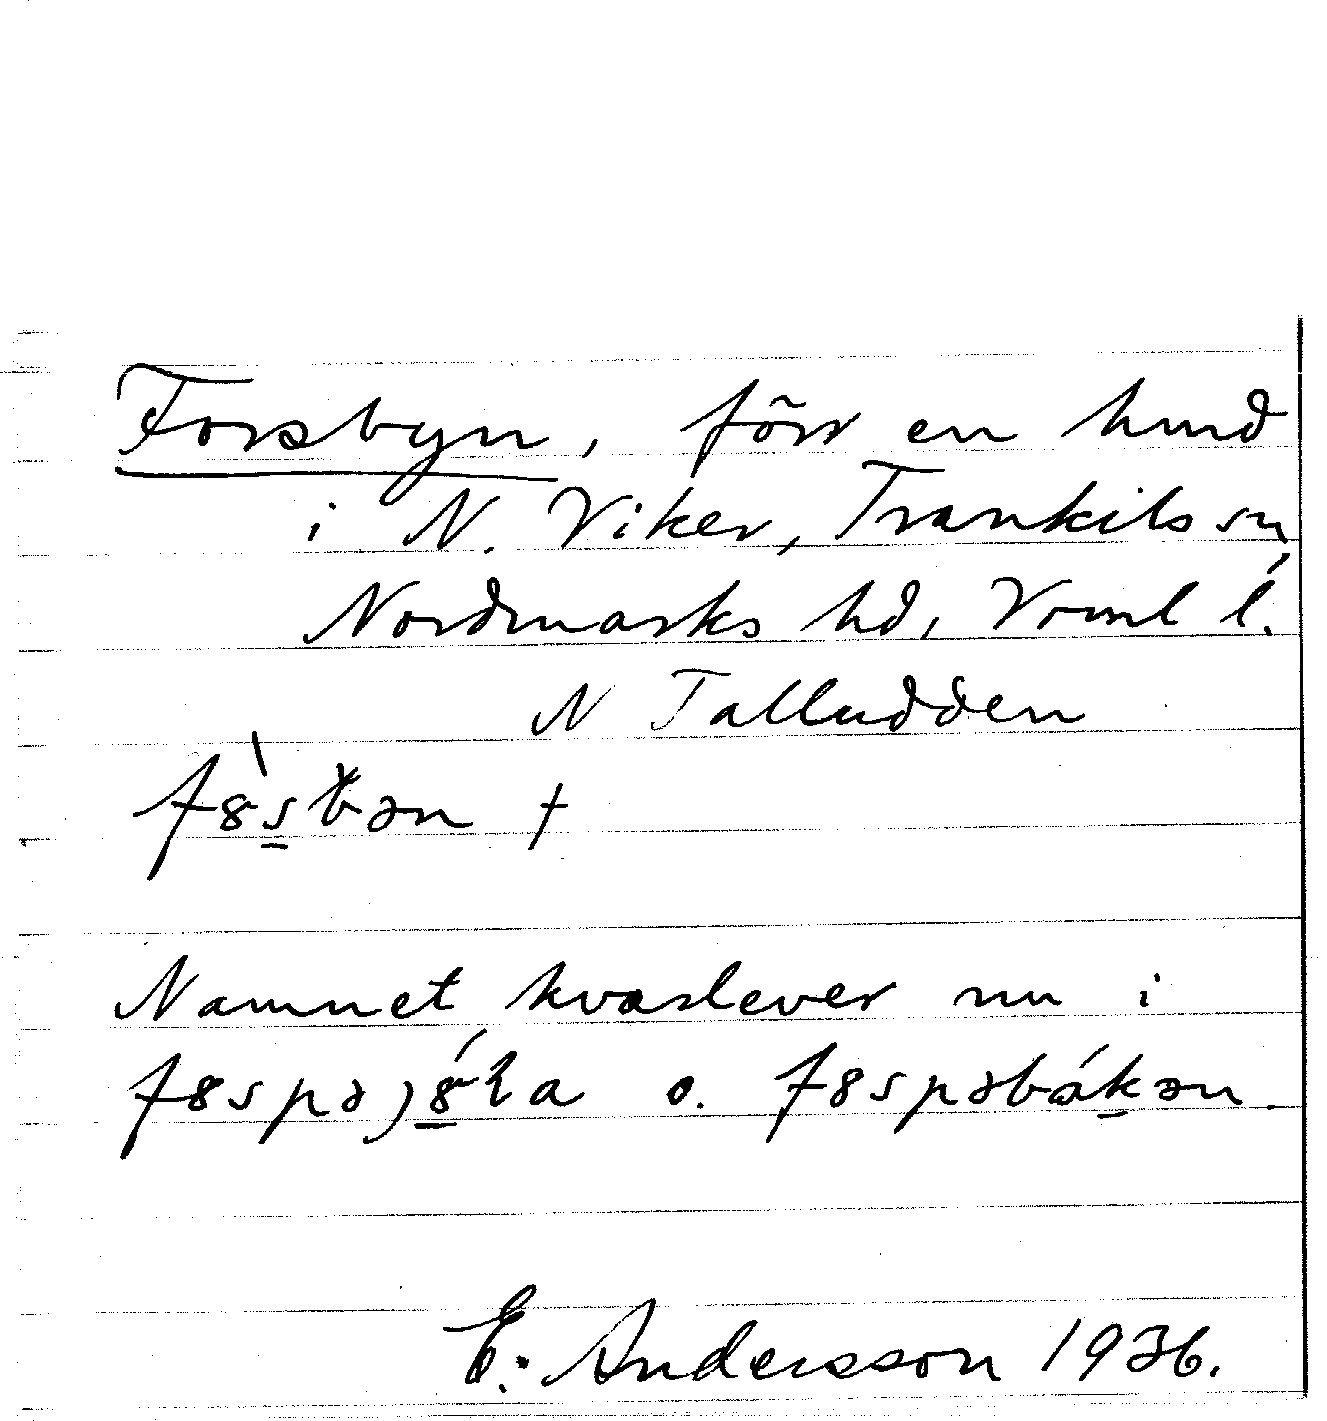 Forsbyn, förr en hmd
i N. Viker, Trankils sn,
Nordmarks hd, Vrml l.
N Talludden
Namnet kvarlever nu i
o.
E. Andersson 1936.